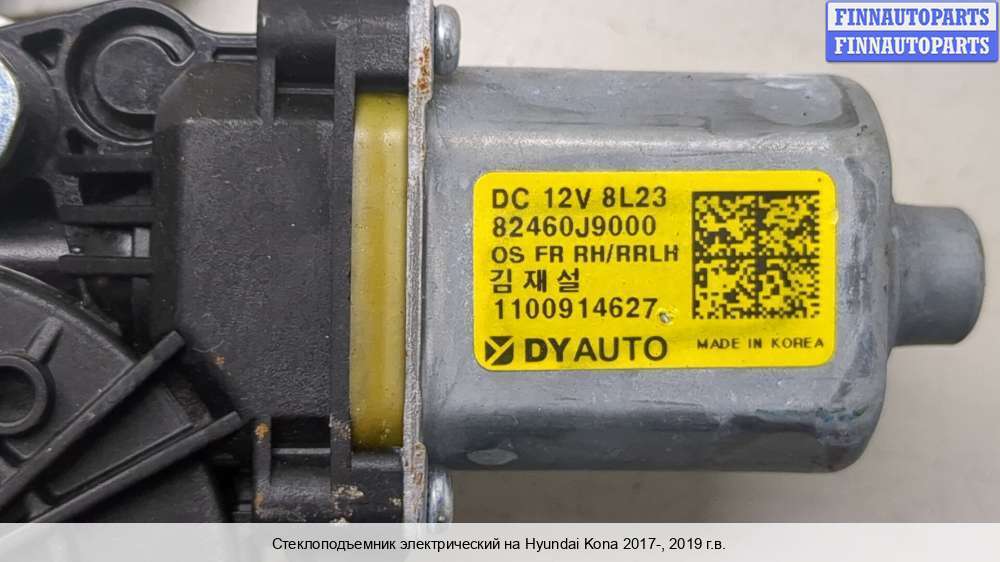 FINNAUTOPARTS
FINNAUTOPARTS
DC 12V 8L23
82460J9000
OS FR RH/RRLH
김재설
1100914627
DYAUTO
MADE IN KOREA
Стеклоподъемник электрический на Hyundai Kona 2017-, 2019 г.в.